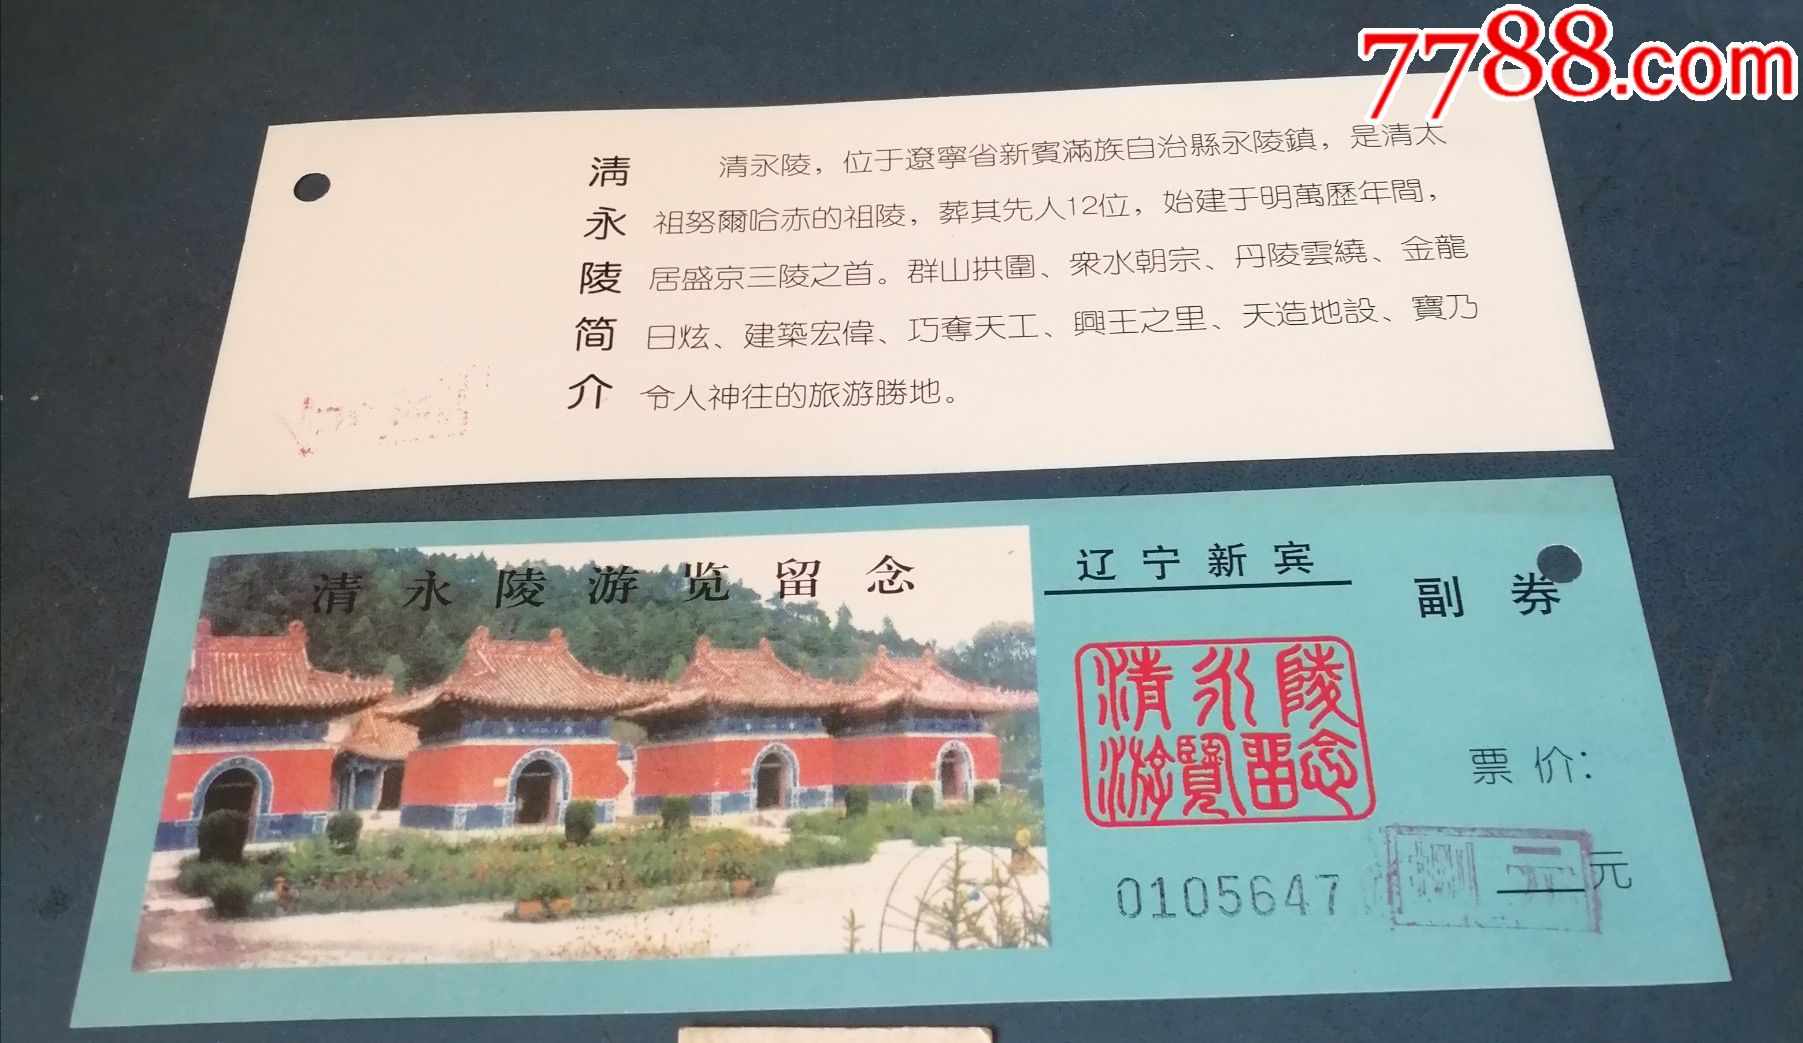 7788.com
清永陵简介
清永陵，位于遼寧省新賓滿族自治縣永陵鎮，是清太
祖努爾哈赤的祖陵，葬其先人12位，始建于明萬歷年間，
居盛京三陵之首。群山拱圍、衆水朝宗、丹陵雲繞、金龍
日炫、建築宏偉、巧奪天工、興王之里、天造地設、寶乃
令人神往的旅游勝地。
清永陵游览留念
辽宁新宾
副券
清永陵
游覽留念
票价：
元
0105647
元